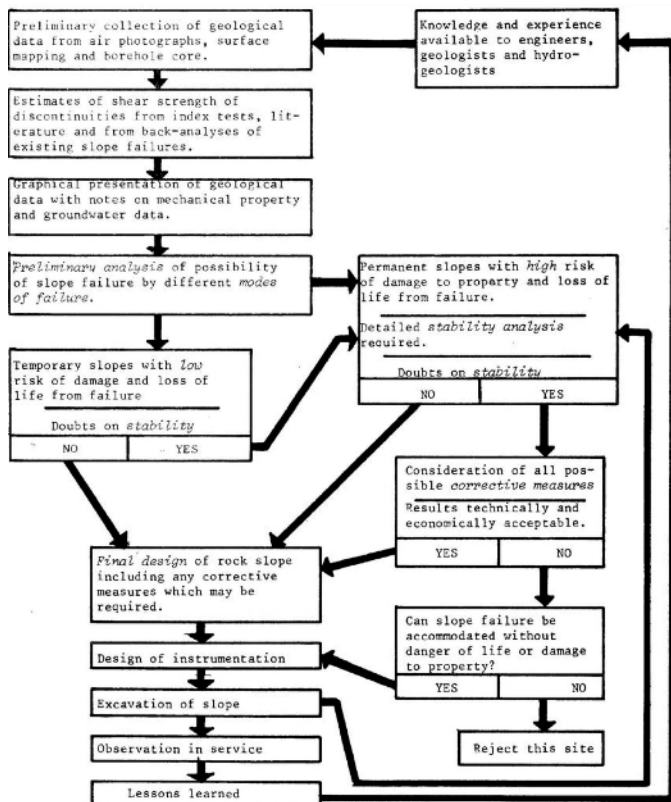 Preliminary collection of geological
data from air photographs, surface
mapping and borehole core.
Knowledge and experience
available to engineers,
geologists and hydro-
geologists
Estimates of shear strength of
discontinuities from index tests, lit-
erature and from back-analyses of
existing slope failures.
Graphical presentation of geological
data with notes on mechanical property
and groundwater data.
Preliminary analysis of possibility
of slope failure by different modes
of failure.
Permanent slopes with high risk
of damage to property and loss of
life from failure.
Detailed stability analysis
required.
Doubts on stability
NO YES
Temporary slopes with low
risk of damage and loss of
life from failure
Doubts on stability
NO YES
Consideration of all pos-
sible corrective measures
Results technically and
economically acceptable.
YES NO
Final design of rock slope
including any corrective
measures which may be
required.
Can slope failure be
accommodated without
danger of life or damage
to property?
YES NO
Design of instrumentation
Excavation of slope
Observation in service
Reject this site
Lessons learned